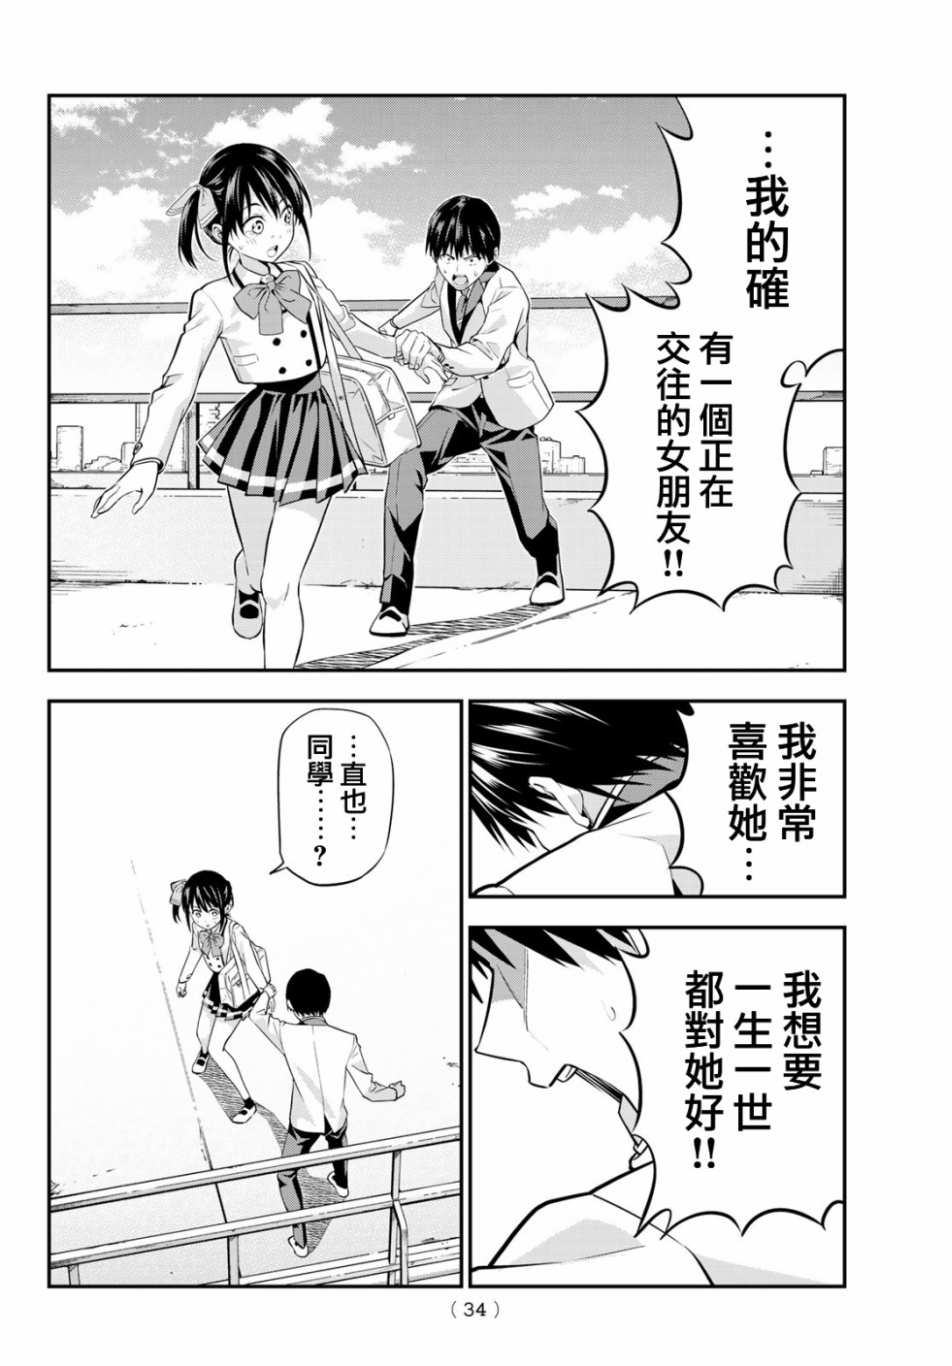 …我的確
有一個正在
交往的女朋友!!
我非常
喜歡她…
我想要
一生一世
都對她好!!
…直也…
同學……?
(34)